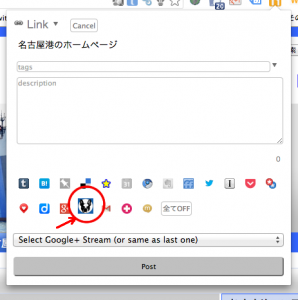 20
Link ▾ Cancel
名古屋港のホームページ
tags
description
0
全てOFF
Select Google+ Stream (or same as last one)
Post